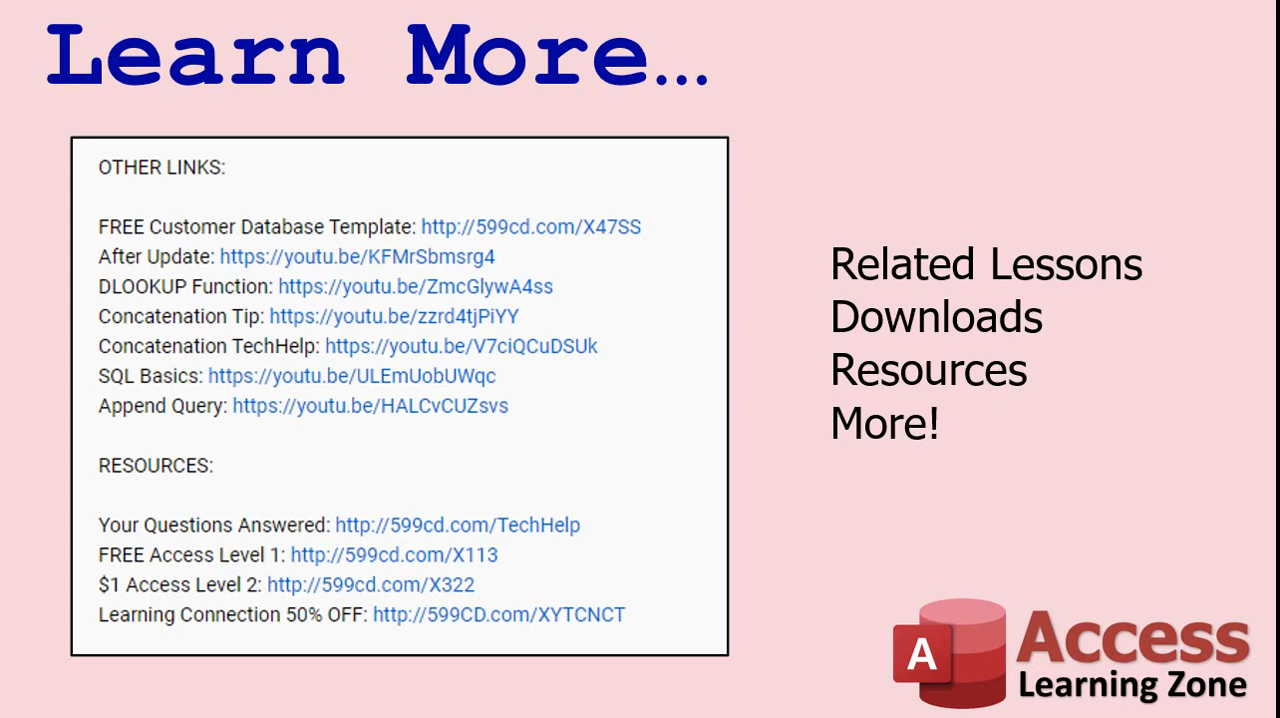 Learn More...
OTHER LINKS:
FREE Customer Database Template: http://599cd.com/X47SS
After Update: https://youtu.be/KFMrSbmsrg4
DLOOKUP Function: https://youtu.be/ZmcGlywA4ss
Concatenation Tip: https://youtu.be/zzrd4tjPiYY
Concatenation TechHelp: https://youtu.be/V7ciQCuDSUk
SQL Basics: https://youtu.be/ULEmUobUWqc
Append Query: https://youtu.be/HALCvCUZsvs
RESOURCES:
Your Questions Answered: http://599cd.com/TechHelp
FREE Access Level 1: http://599cd.com/X113
$1 Access Level 2: http://599cd.com/X322
Learning Connection 50% OFF: http://599CD.com/XYTCNCT
Related Lessons
Downloads
Resources
More!
A
Access
Learning Zone